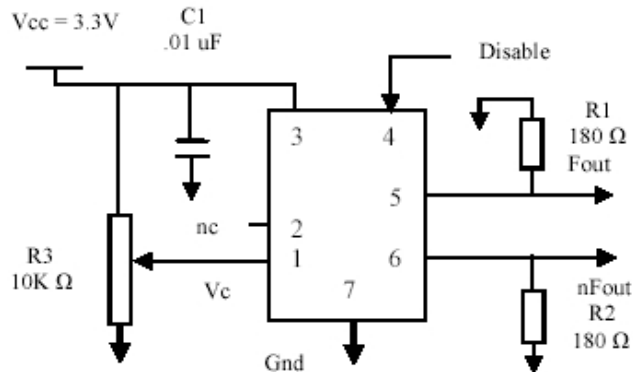 Vcc = 3.3V
C1
.01 uF
Disable
R1
180 Ω
Fout
3
4
5
nc
2
1
6
R3
10K Ω
Vc
7
nFout
R2
180 Ω
Gnd